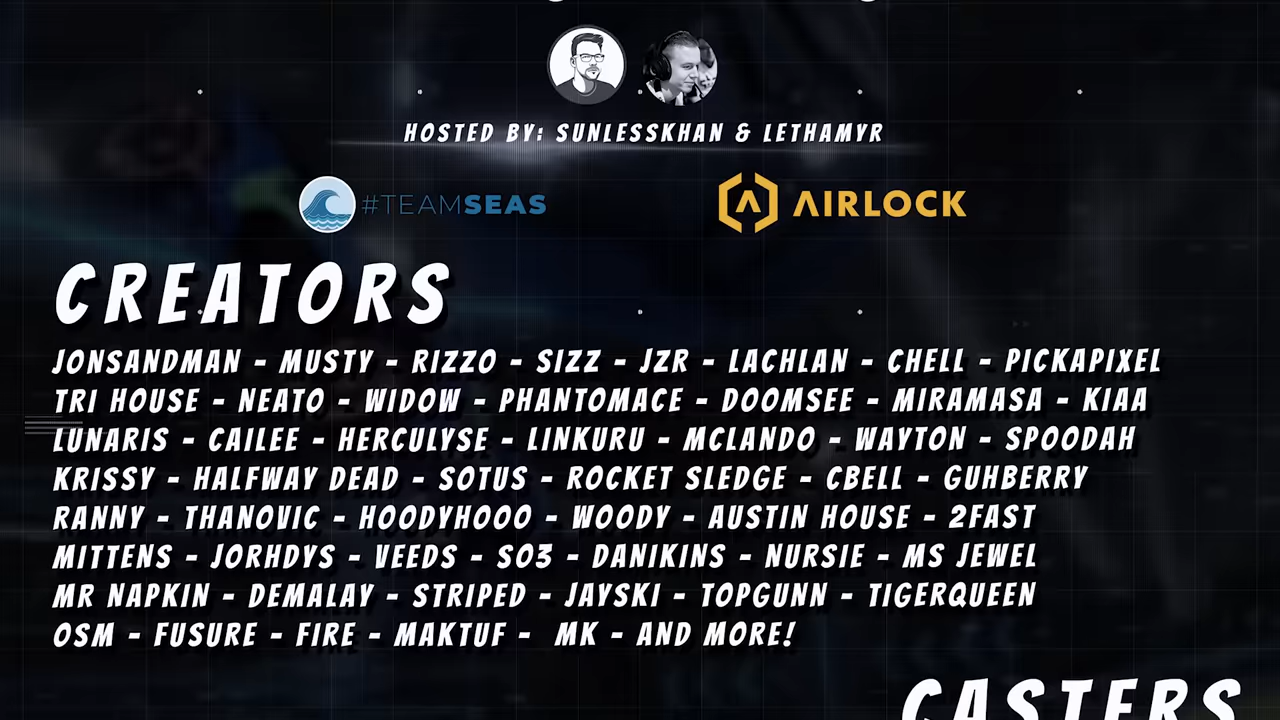 HOSTED BY: SUNLESSKHAN & LETHAMYR
#TEAMSEAS
AIRLOCK
CREATORS
JONSANDMAN - MUSTY - RIZZO - SIZZ - JZR - LACHLAN - CHELL - PICKAPIXEL
TRI HOUSE - NEATO - WIDOW - PHANTOMACE - DOOMSEE - MIRAMASA - KIAA
LUNARIS - CAILEE - HERCULYSE - LINKURU - MCLANDO - WAYTON - SPOODAH
KRISSY - HALFWAY DEAD - SOTUS - ROCKET SLEDGE - CBELL - GUHBERRY
RANNY - THANOVIC - HOODYHOOO - WOODY - AUSTIN HOUSE - 2FAST
MITTENS - JORHDYS - VEEDS - SO3 - DANIKINS - NURSIE - MS JEWEL
MR NAPKIN - DEMALAY - STRIPED - JAYSKI - TOPGUNN - TIGERQUEEN
OSM - FUSURE - FIRE - MAKTUF - MK - AND MORE!
CASTERS